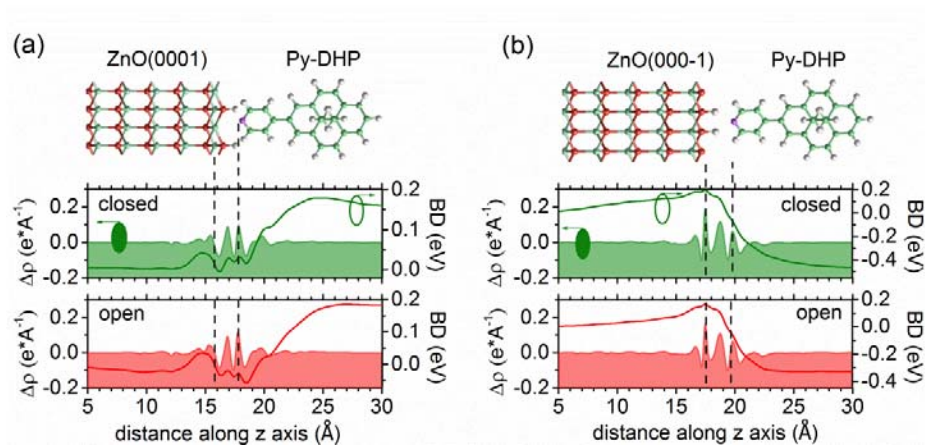 (a)
ZnO(0001)
Py-DHP
closed
0.2
0.0
-0.2
Δρ (e*A⁻¹)
0.2
0.1
0.0
BD (eV)
open
0.2
0.0
-0.2
Δρ (e*A⁻¹)
0.2
0.1
0.0
BD (eV)
5 10 15 20 25 30
distance along z axis (Å)
(b)
ZnO(000-1)
Py-DHP
closed
0.2
0.0
-0.2
Δρ (e*A⁻¹)
0.2
0.0
-0.2
-0.4
BD (eV)
open
0.2
0.0
-0.2
Δρ (e*A⁻¹)
0.2
0.0
-0.2
-0.4
BD (eV)
5 10 15 20 25 30
distance along z axis (Å)